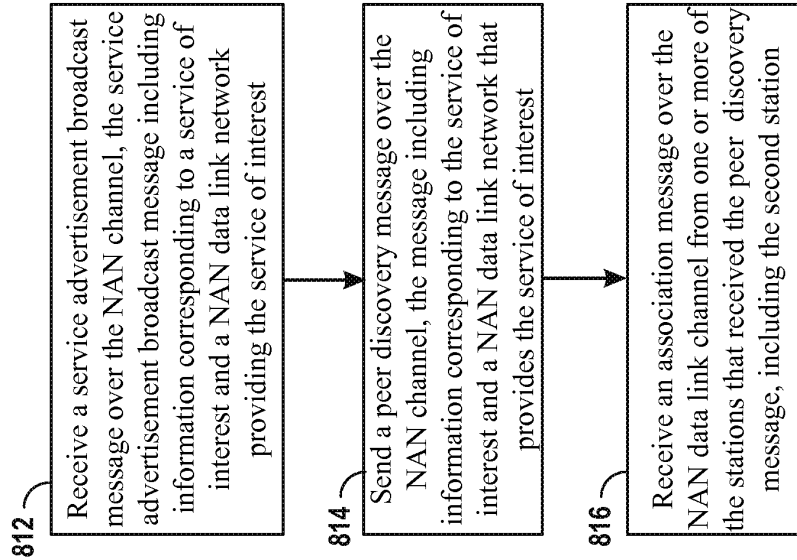 812
Receive a service advertisement broadcast
message over the NAN channel, the service
advertisement broadcast message including
information corresponding to a service of
interest and a NAN data link network
providing the service of interest
814
Send a peer discovery message over the
NAN channel, the message including
information corresponding to the service of
interest and a NAN data link network that
provides the service of interest
816
Receive an association message over the
NAN data link channel from one or more of
the stations that received the peer discovery
message, including the second station